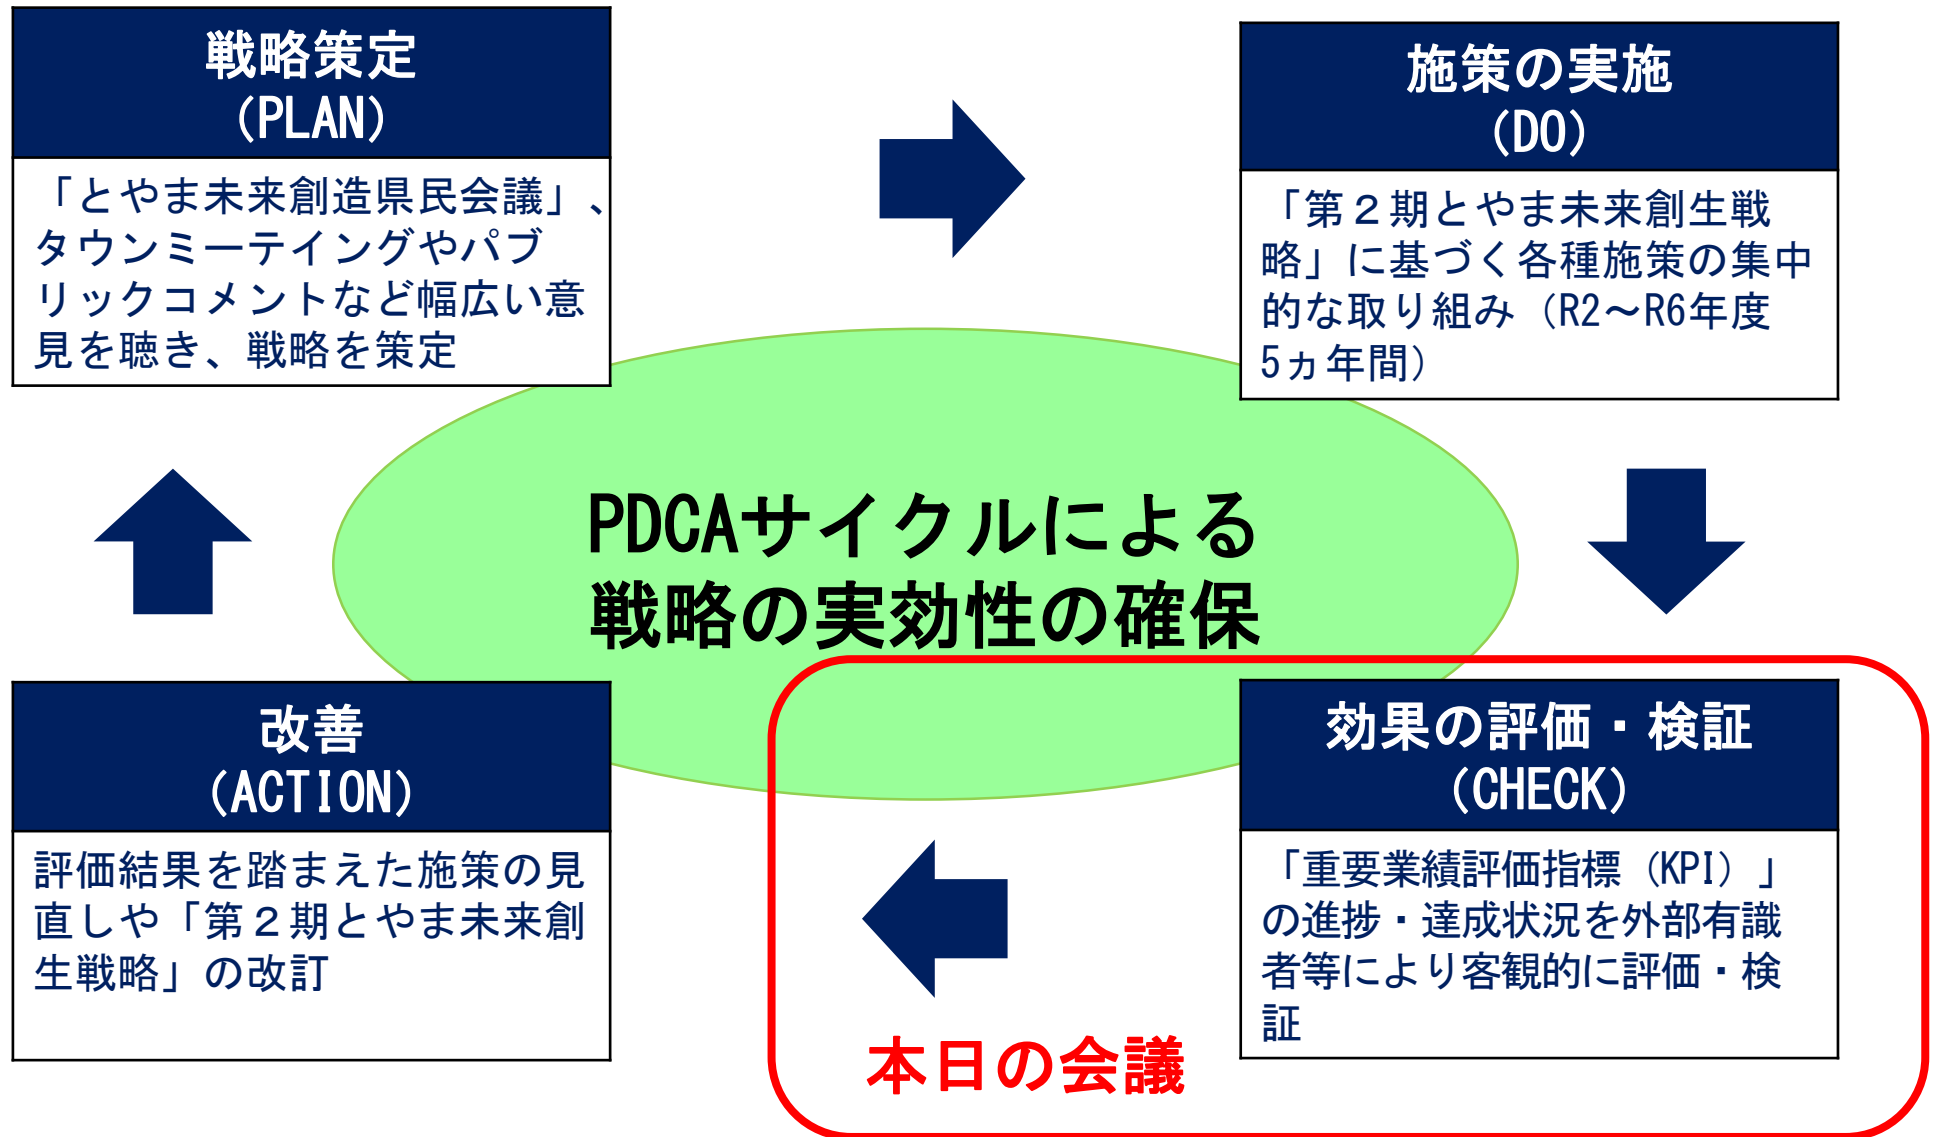 戦略策定
(PLAN)
「とやま未来創造県民会議」、
タウンミーテイングやパブ
リックコメントなど幅広い意
見を聴き、戦略を策定
施策の実施
(DO)
「第２期とやま未来創生戦
略」に基づく各種施策の集中
的な取り組み（R2～R6年度
5ヵ年間）
PDCAサイクルによる
戦略の実効性の確保
改善
(ACTION)
評価結果を踏まえた施策の見
直しや「第２期とやま未来創
生戦略」の改訂
効果の評価・検証
(CHECK)
「重要業績評価指標（KPI）」
の進捗・達成状況を外部有識
者等により客観的に評価・検
証
本日の会議